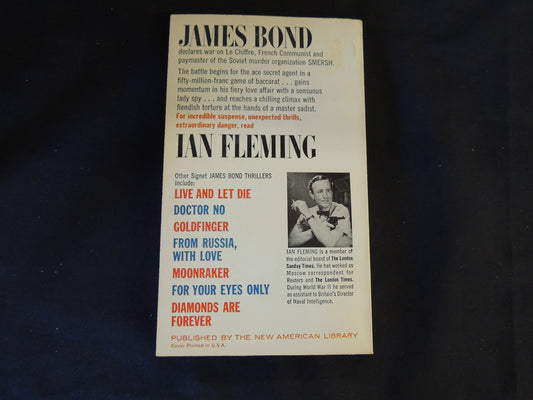 JAMES BOND
declares war on Le Chiffre, French Communist and
paymaster of the Soviet murder organization SMERSH.
The battle begins for the ace secret agent in a
fifty-million-franc game of baccarat . . . gains
momentum in his fiery love affair with a sensuous
lady spy . . . and reaches a chilling climax with
fiendish torture at the hands of a master sadist.
For incredible suspense, unexpected thrills,
extraordinary danger, read
IAN FLEMING
Other Signet JAMES BOND THRILLERS
Include:
LIVE AND LET DIE
DOCTOR NO
GOLDFINGER
FROM RUSSIA,
WITH LOVE
MOONRAKER
FOR YOUR EYES ONLY
DIAMONDS ARE
FOREVER
IAN FLEMING is a member of
the editorial board of The London
Sunday Times. He has worked as
Moscow correspondent for
Reuters and The London Times.
During World War II he served
as assistant to Britain's Director
of Naval Intelligence.
PUBLISHED BY THE NEW AMERICAN LIBRARY
Cover Printed in U.S.A.